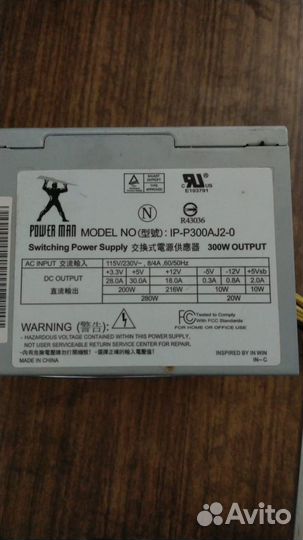 POWER MAN
MODEL NO(型號): IP-P300AJ2-0
E193791
N
R43036
Switching Power Supply 交換式電源供應器 300W OUTPUT
AC INPUT 交流輸入 115V/230V~, 8/4A ,60/50Hz
DC OUTPUT 直流輸出
+3.3V +5V +12V -5V -12V +5Vsb
28.0A 30.0A 18.0A 0.3A 0.8A 2.0A
200W 216W 10W 10W
280W 20W
WARNING (警告):
- HAZARDOUS VOLTAGE CONTAINED WITHIN THIS POWER SUPPLY,
NOT USER SERVICEABLE RETURN SERVICE CENTER FOR REPAIR.
MADE IN CHINA
FC Tested To Comply
With FCC Standards
FOR HOME OR OFFICE USE
INSPIRED BY IN WIN
IN- C
Avito